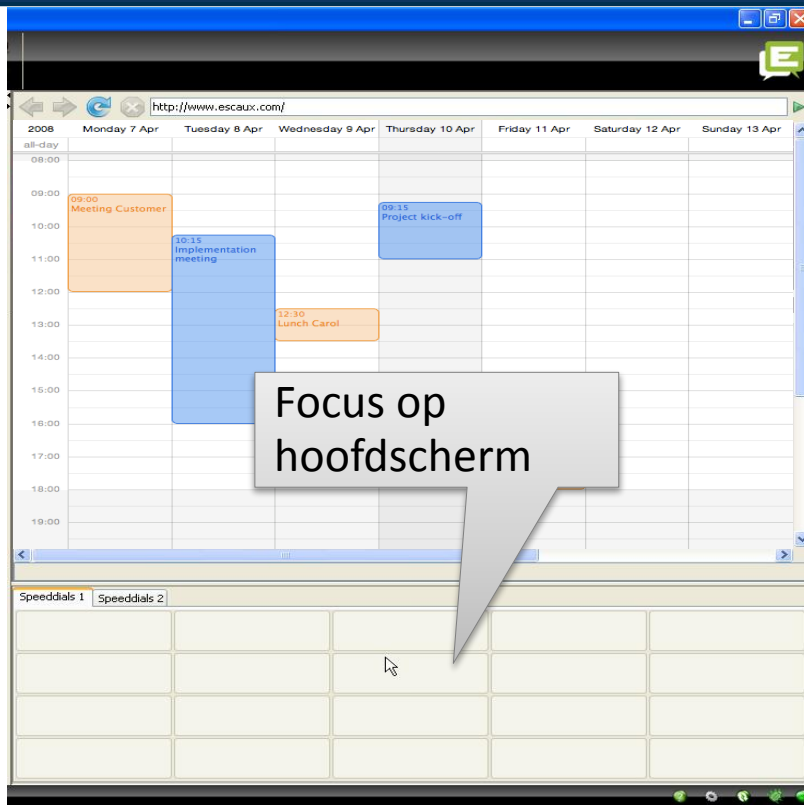 http://www.escaux.com/
2008 Monday 7 Apr Tuesday 8 Apr Wednesday 9 Apr Thursday 10 Apr Friday 11 Apr Saturday 12 Apr Sunday 13 Apr
all-day
08:00
09:00
09:00
Meeting Customer
09:15
Project kick-off
10:00
10:15
Implementation
meeting
11:00
12:00
12:30
Lunch Carol
13:00
14:00
15:00
Focus op
hoofdscherm
16:00
17:00
18:00
19:00
Speeddials 1 Speeddials 2